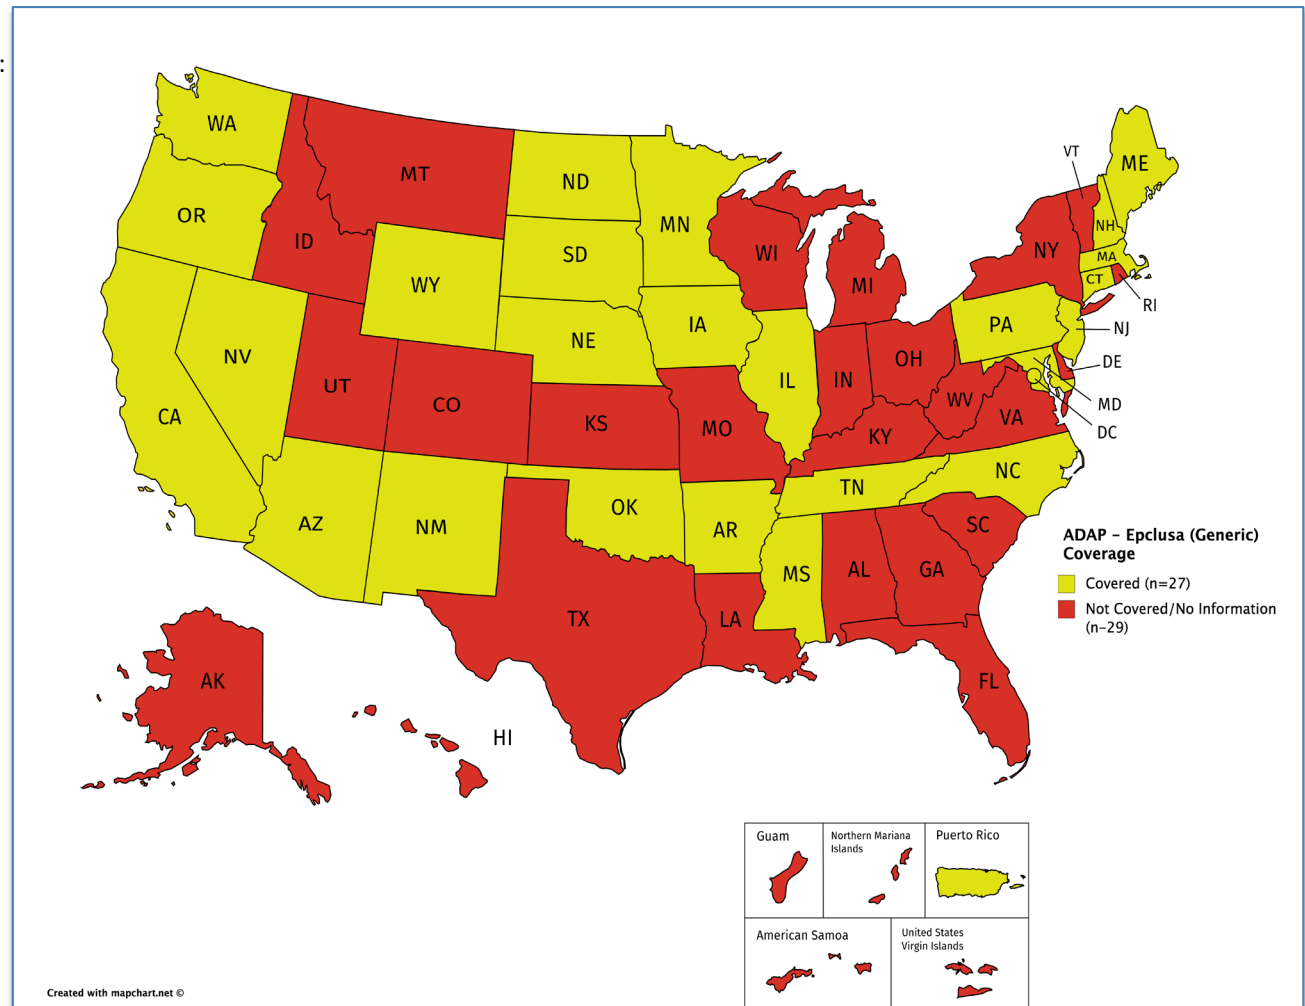 :
WA
MT
ND
MN
VT
ME
OR
ID
SD
WI
MI
NY
NH
MA
CT
RI
WY
NE
IA
PA
NJ
NV
UT
CO
IL
IN
OH
DE
MD
DC
CA
KS
MO
WV
VA
KY
AZ
NM
OK
AR
TN
NC
MS
AL
GA
SC
TX
LA
FL
AK
HI
ADAP – Epclusa (Generic)
Coverage
Covered (n=27)
Not Covered/No Information
(n-29)
Guam
Northern Mariana
Islands
Puerto Rico
American Samoa
United States
Virgin Islands
Created with mapchart.net ©